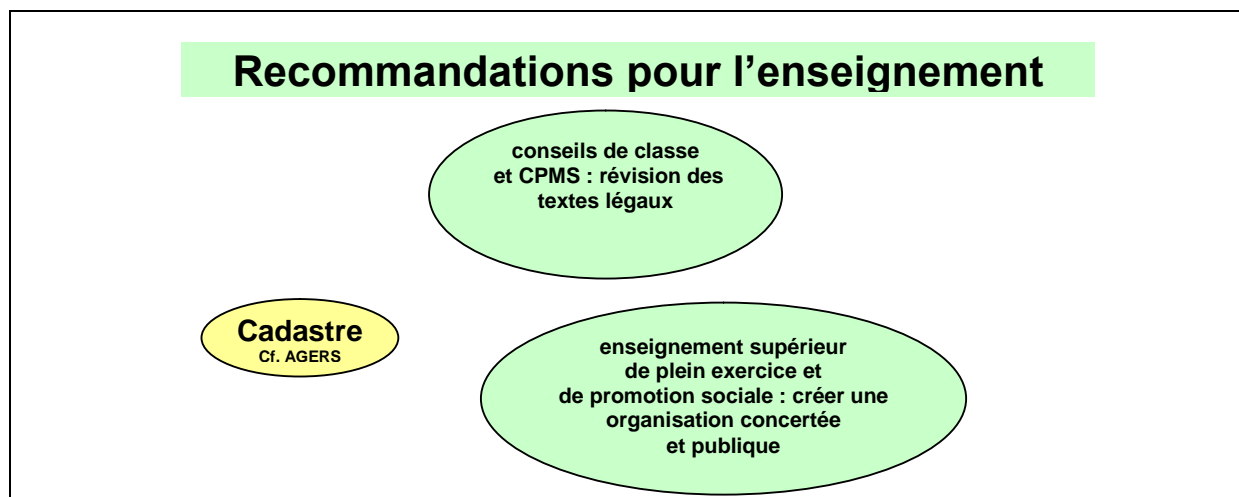 Recommandations pour l'enseignement
conseils de classe
et CPMS : révision des
textes légaux
Cadastre
Cf. AGERS
enseignement supérieur
de plein exercice et
de promotion sociale : créer une
organisation concertée
et publique